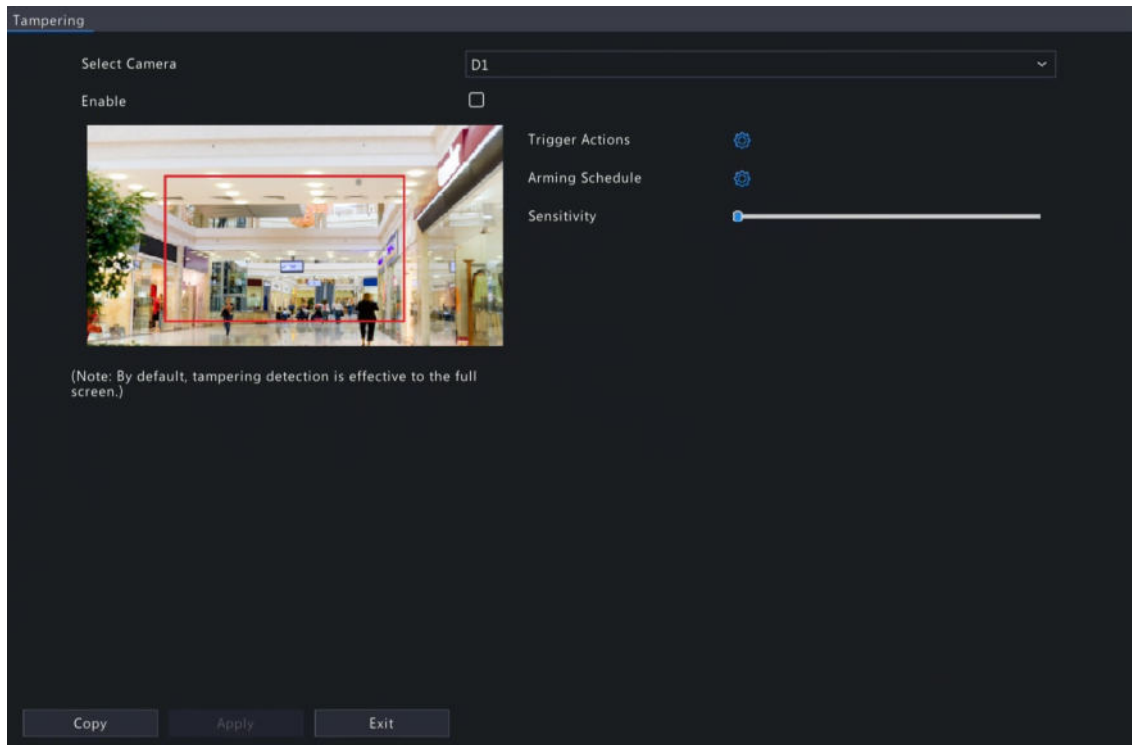 Tampering
Select Camera
D1
Enable
Trigger Actions
Arming Schedule
Sensitivity
(Note: By default, tampering detection is effective to the full
screen.)
Copy
Apply
Exit